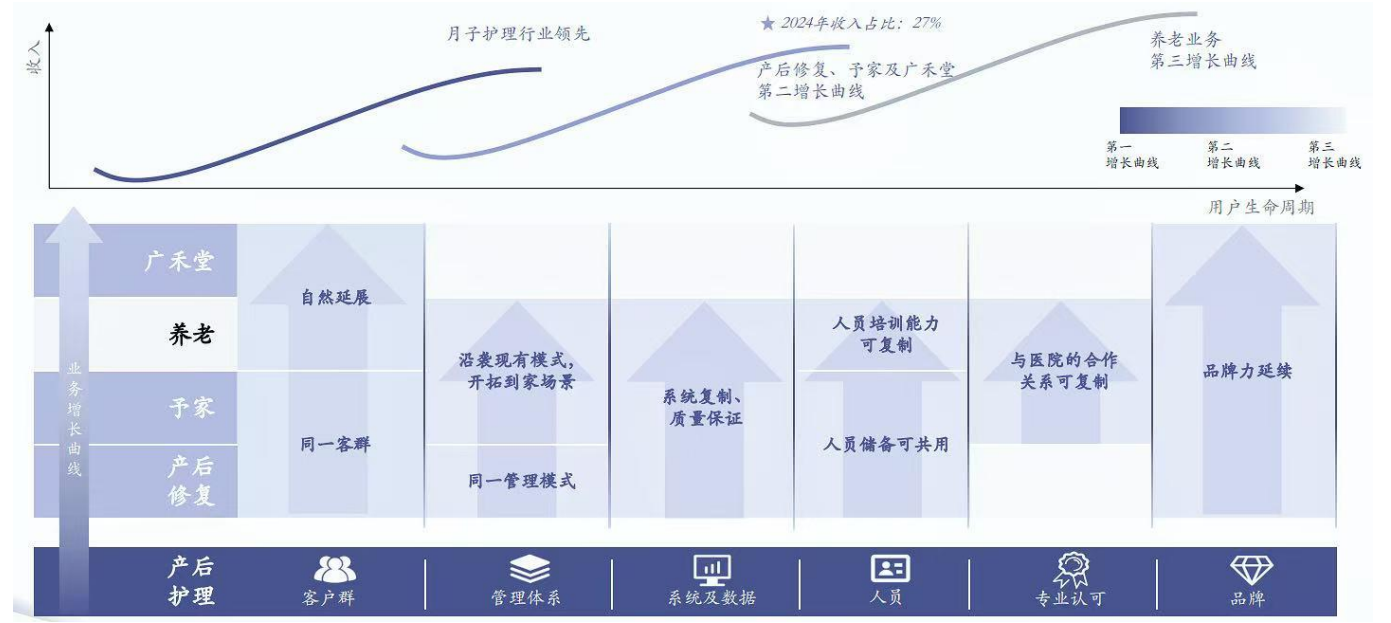 收入
月子护理行业领先
★ 2024年收入占比：27%
产后修复、予家及广禾堂
第二增长曲线
养老业务
第三增长曲线
第一
增长曲线
第二
增长曲线
第三
增长曲线
用户生命周期
业务增长曲线
广禾堂
养老
予家
产后
修复
自然延展
同一客群
沿袭现有模式，
开拓到家场景
同一管理模式
系统复制、
质量保证
人员培训能力
可复制
人员储备可共用
与医院的合作
关系可复制
品牌力延续
产后
护理
客户群
管理体系
系统及数据
人员
专业认可
品牌